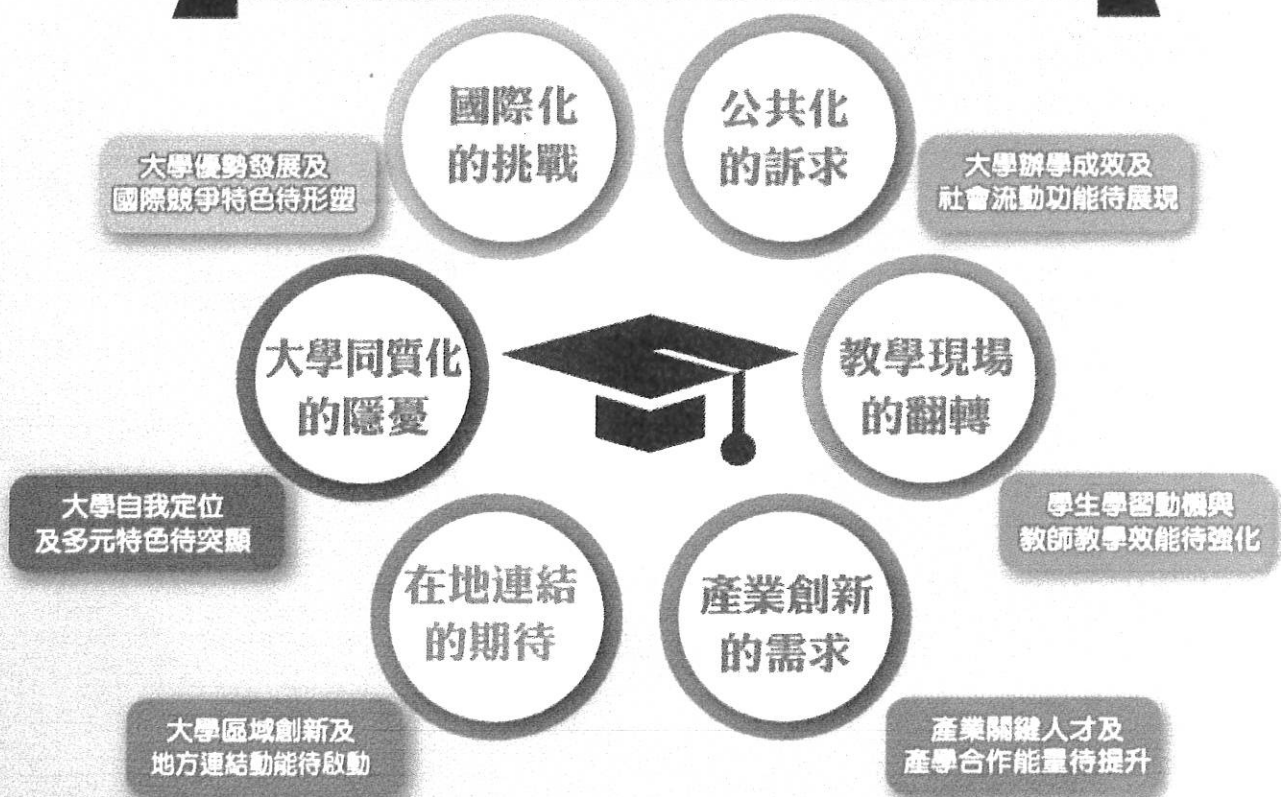 國際化
的挑戰
大學優勢發展及
國際競爭特色待形塑
公共化
的訴求
大學辦學成效及
社會流動功能待展現
大學同質化
的隱憂
大學自我定位
及多元特色待突顯
教學現場
的翻轉
學生學習動機與
教師教學效能待強化
在地連結
的期待
大學區域創新及
地方連結動能待啟動
產業創新
的需求
產業關鍵人才及
產學合作能量待提升